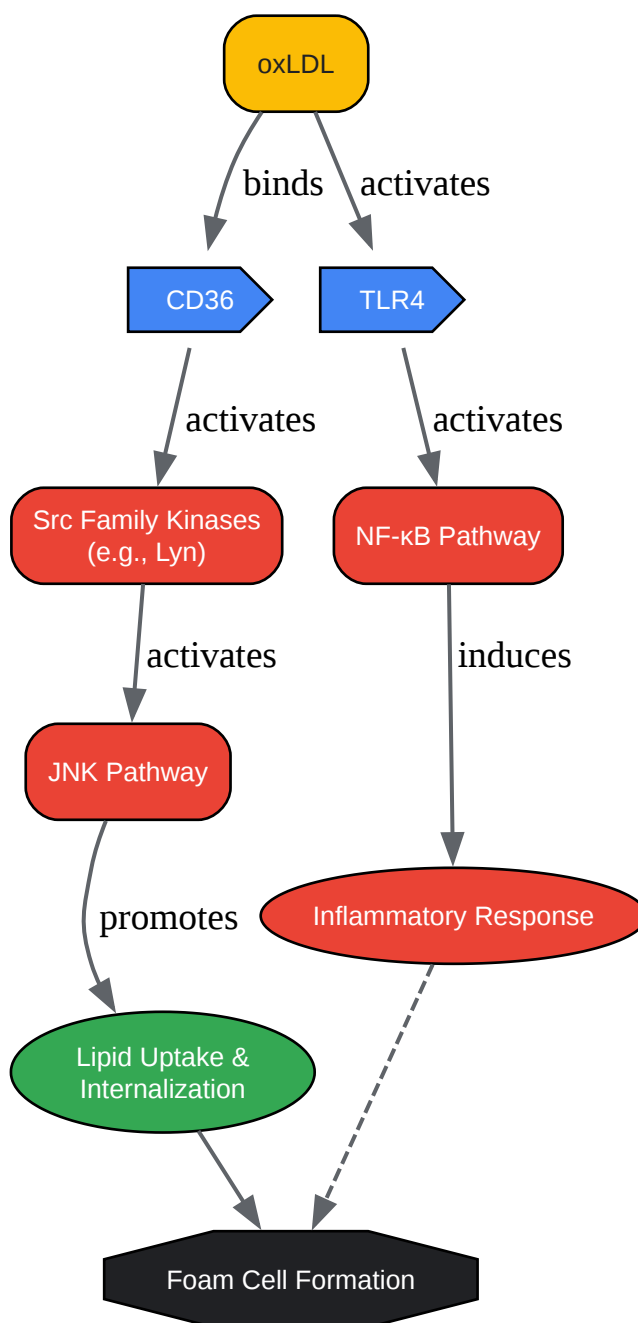 oxLDL
binds
activates
CD36
TLR4
activates
activates
Src Family Kinases
(e.g., Lyn)
NF-κB Pathway
activates
induces
JNK Pathway
promotes
Inflammatory Response
Lipid Uptake &
Internalization
Foam Cell Formation